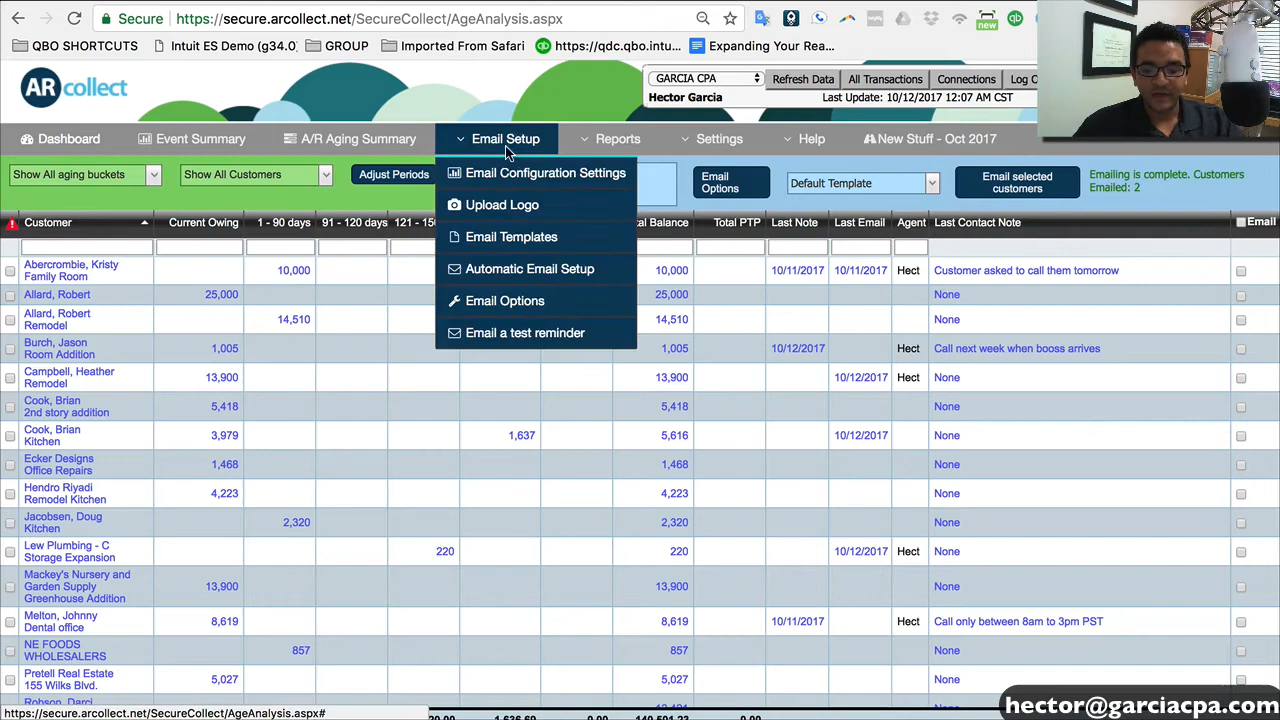 Secure https://secure.arcollect.net/SecureCollect/AgeAnalysis.aspx
new
QBO SHORTCUTS Intuit ES Demo (g34.0. GROUP Imported From Safari https://qdc.qbo.intu... Expanding Your Rea...
AR collect
GARCIA CPA Refresh Data All Transactions Connections Log O
Hector Garcia Last Update: 10/12/2017 12:07 AM CST
Dashboard Event Summary A/R Aging Summary Email Setup Reports Settings Help New Stuff - Oct 2017
Show All aging buckets Show All Customers Adjust Periods Email Options Default Template Email selected customers Emailing is complete. Customers Emailed: 2
Email Configuration Settings
Upload Logo
Email Templates
Automatic Email Setup
Email Options
Email a test reminder
Customer Current Owing 1 - 90 days 91 - 120 days 121 - 15 tal Balance Total PTP Last Note Last Email Agent Last Contact Note Email
Abercrombie, Kristy Family Room 10,000 10,000 10/11/2017 10/11/2017 Hect Customer asked to call them tomorrow
Allard, Robert 25,000 25,000 None
Allard, Robert Remodel 14,510 14,510 None
Burch, Jason Room Addition 1,005 1,005 10/12/2017 Hect Call next week when booss arrives
Campbell, Heather Remodel 13,900 13,900 10/12/2017 Hect None
Cook, Brian 2nd story addition 5,418 5,418 None
Cook, Brian Kitchen 3,979 1,637 5,616 10/12/2017 Hect None
Ecker Designs Office Repairs 1,468 1,468 None
Hendro Riyadi Remodel Kitchen 4,223 4,223 None
Jacobsen, Doug Kitchen 2,320 2,320 None
Lew Plumbing - C Storage Expansion 220 220 10/12/2017 Hect None
Mackey's Nursery and Garden Supply Greenhouse Addition 13,900 13,900 None
Melton, Johnny Dental office 8,619 8,619 10/11/2017 Hect Call only between 8am to 3pm PST
NE FOODS WHOLESALERS 857 857 None
Pretell Real Estate 155 Wilks Blvd. 5,027 5,027 None
Robson, Darci
https://secure.arcollect.net/SecureCollect/AgeAnalysis.aspx#
hector@garciacpa.com